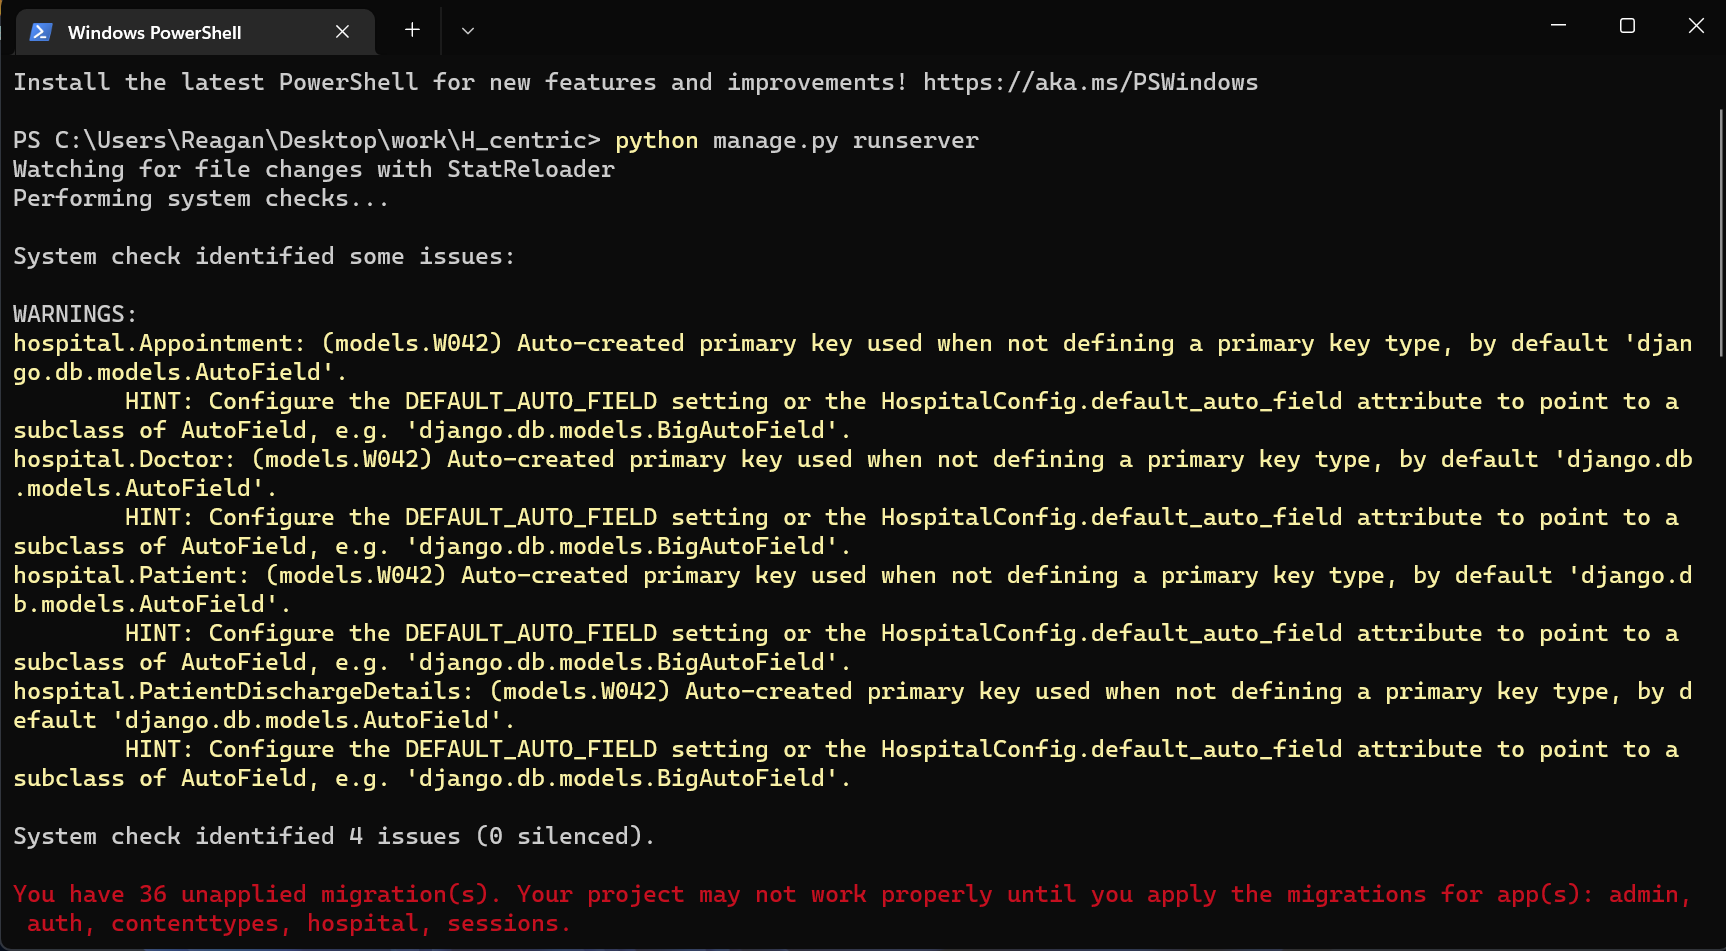 Windows PowerShell
Install the latest PowerShell for new features and improvements! https://aka.ms/PSWindows
PS C:\Users\Reagan\Desktop\work\H_centric> python manage.py runserver
Watching for file changes with StatReloader
Performing system checks...
System check identified some issues:
WARNINGS:
hospital.Appointment: (models.W042) Auto-created primary key used when not defining a primary key type, by default 'djan
go.db.models.AutoField'.
        HINT: Configure the DEFAULT_AUTO_FIELD setting or the HospitalConfig.default_auto_field attribute to point to a
subclass of AutoField, e.g. 'django.db.models.BigAutoField'.
hospital.Doctor: (models.W042) Auto-created primary key used when not defining a primary key type, by default 'django.db
.models.AutoField'.
        HINT: Configure the DEFAULT_AUTO_FIELD setting or the HospitalConfig.default_auto_field attribute to point to a
subclass of AutoField, e.g. 'django.db.models.BigAutoField'.
hospital.Patient: (models.W042) Auto-created primary key used when not defining a primary key type, by default 'django.d
b.models.AutoField'.
        HINT: Configure the DEFAULT_AUTO_FIELD setting or the HospitalConfig.default_auto_field attribute to point to a
subclass of AutoField, e.g. 'django.db.models.BigAutoField'.
hospital.PatientDischargeDetails: (models.W042) Auto-created primary key used when not defining a primary key type, by d
efault 'django.db.models.AutoField'.
        HINT: Configure the DEFAULT_AUTO_FIELD setting or the HospitalConfig.default_auto_field attribute to point to a
subclass of AutoField, e.g. 'django.db.models.BigAutoField'.
System check identified 4 issues (0 silenced).
You have 36 unapplied migration(s). Your project may not work properly until you apply the migrations for app(s): admin,
 auth, contenttypes, hospital, sessions.